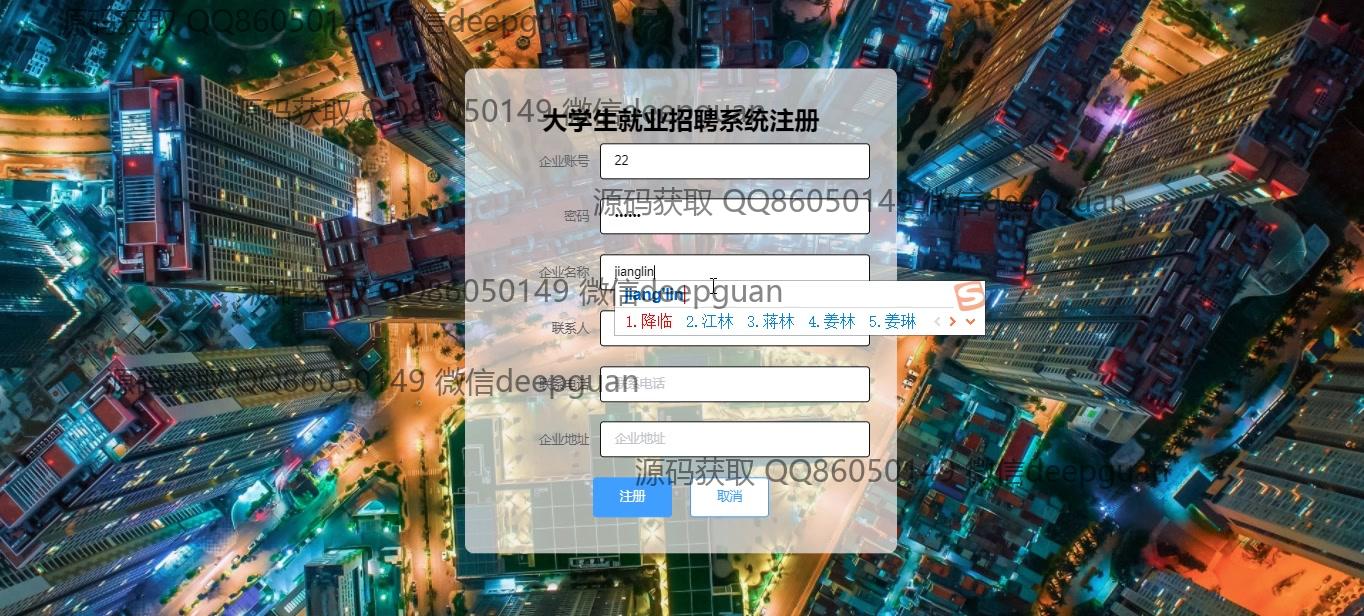 源码获取 QQ86050149 微信deepguan
源码获取 QQ86050149 微信deepguan
大学生就业招聘系统注册
企业账号 22
源码获取 QQ86050149 微信deepguan
密码 ······
企业名称 jianglin
源码获取 QQ86050149 微信deepguan
jiang'lin
联系人 1.降临 2.江林 3.蒋林 4.姜林 5.姜琳
源码获取 QQ86050149 微信deepguan
联系电话 联系电话
企业地址 企业地址
源码获取 QQ86050149 微信deepguan
注册 取消